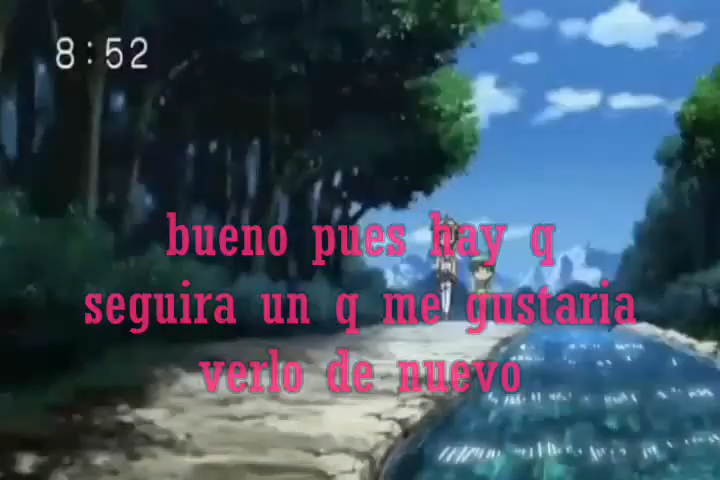 8:52
bueno pues hay q
seguira un q me gustaria
verlo de nuevo